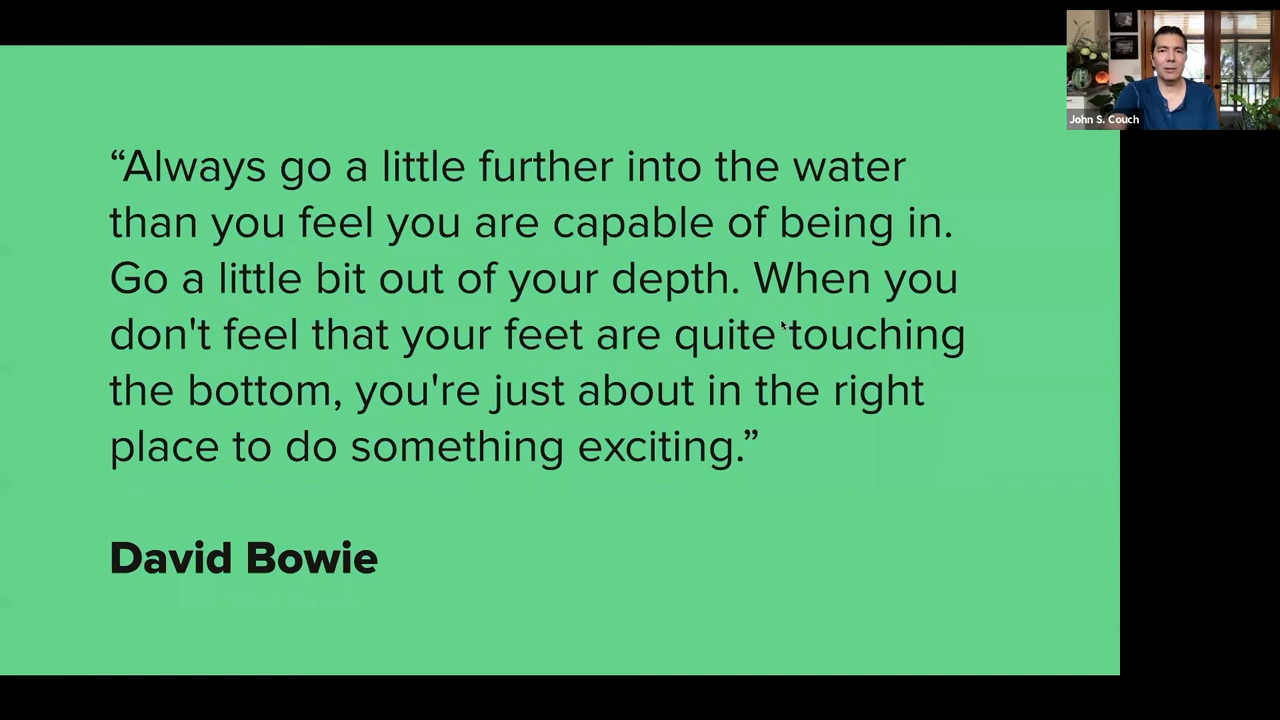 “Always go a little further into the water
than you feel you are capable of being in.
Go a little bit out of your depth. When you
don't feel that your feet are quite touching
the bottom, you're just about in the right
place to do something exciting.”
David Bowie
John S. Couch